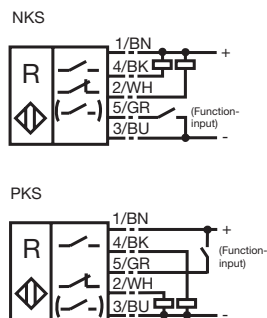 NKS
1/BN
+
4/BK
R
2/WH
5/GR
(Function-
input)
3/BU
-
PKS
1/BN
+
R
4/BK
(Function-
input)
5/GR
2/WH
3/BU
-